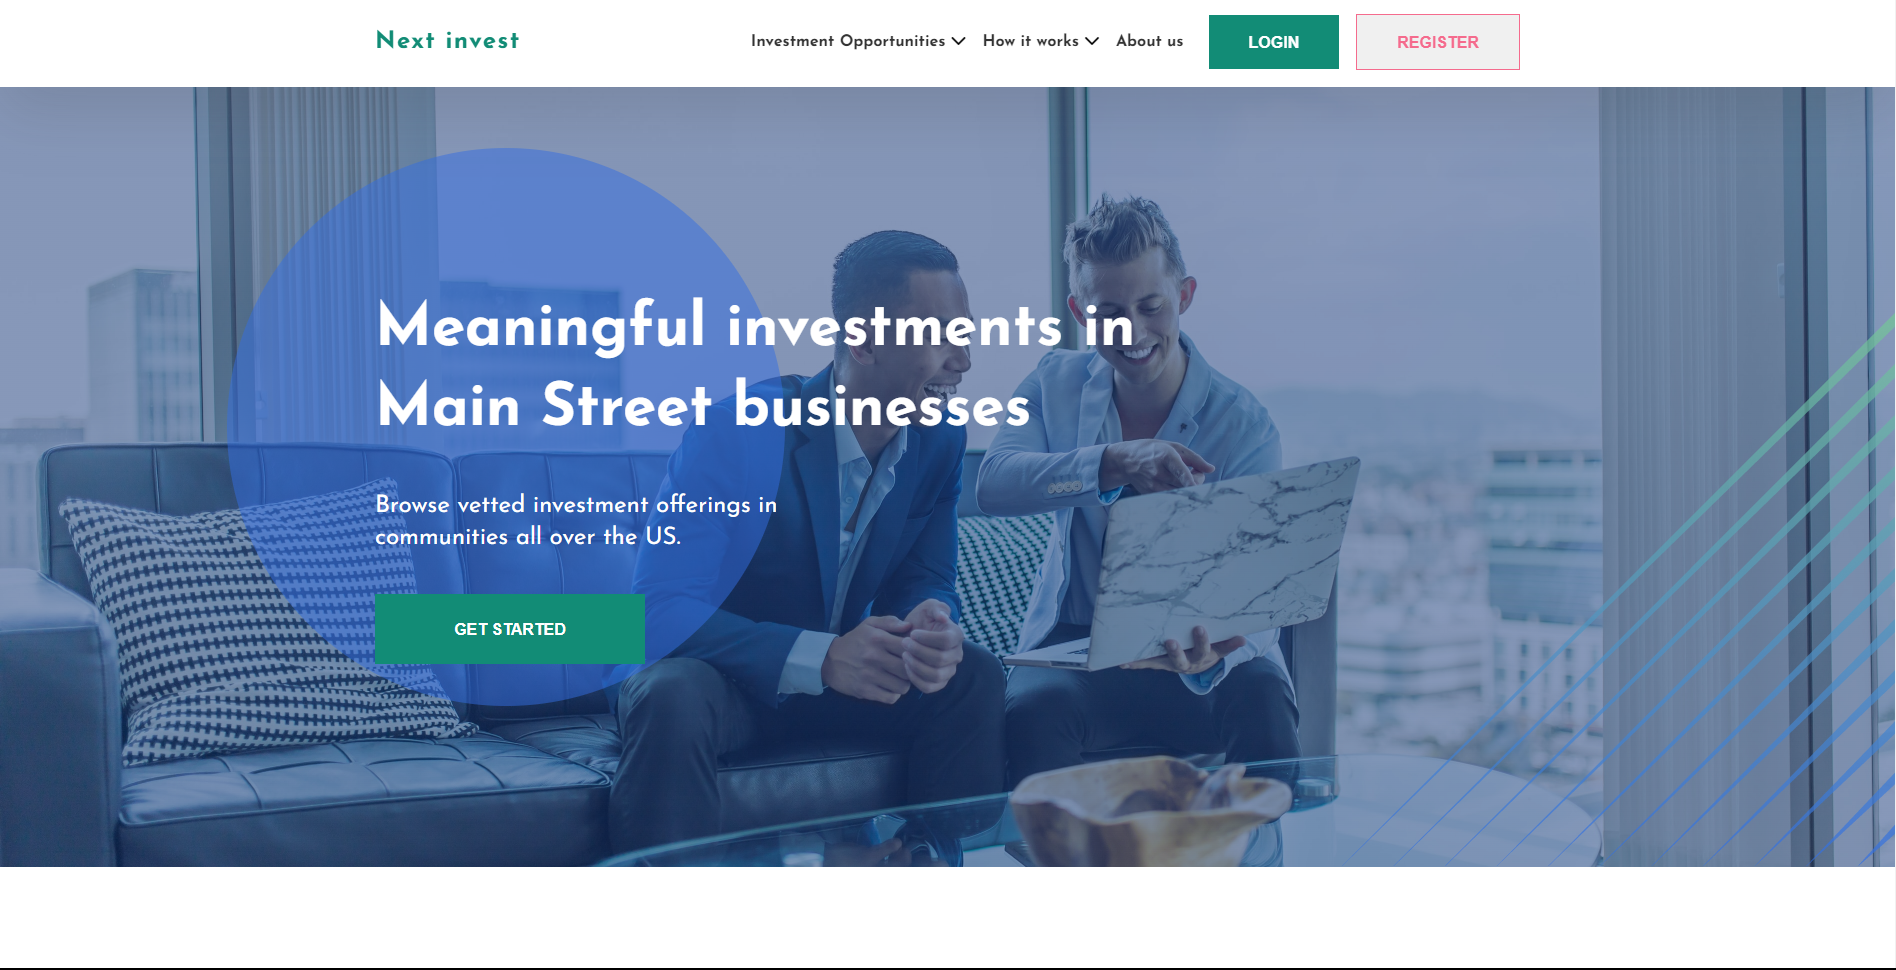 Next invest
Investment Opportunities
How it works
About us
LOGIN
REGISTER
Meaningful investments in
Main Street businesses
Browse vetted investment offerings in
communities all over the US.
GET STARTED